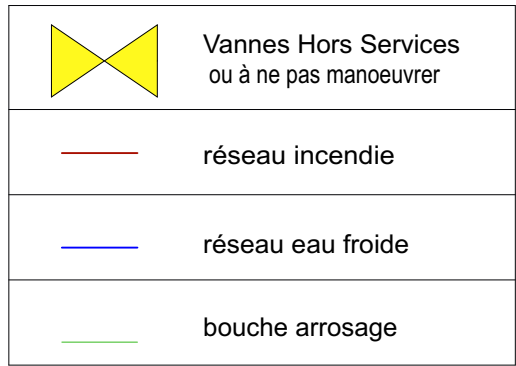 Vannes Hors Services
ou à ne pas manoeuvrer
réseau incendie
réseau eau froide
bouche arrosage